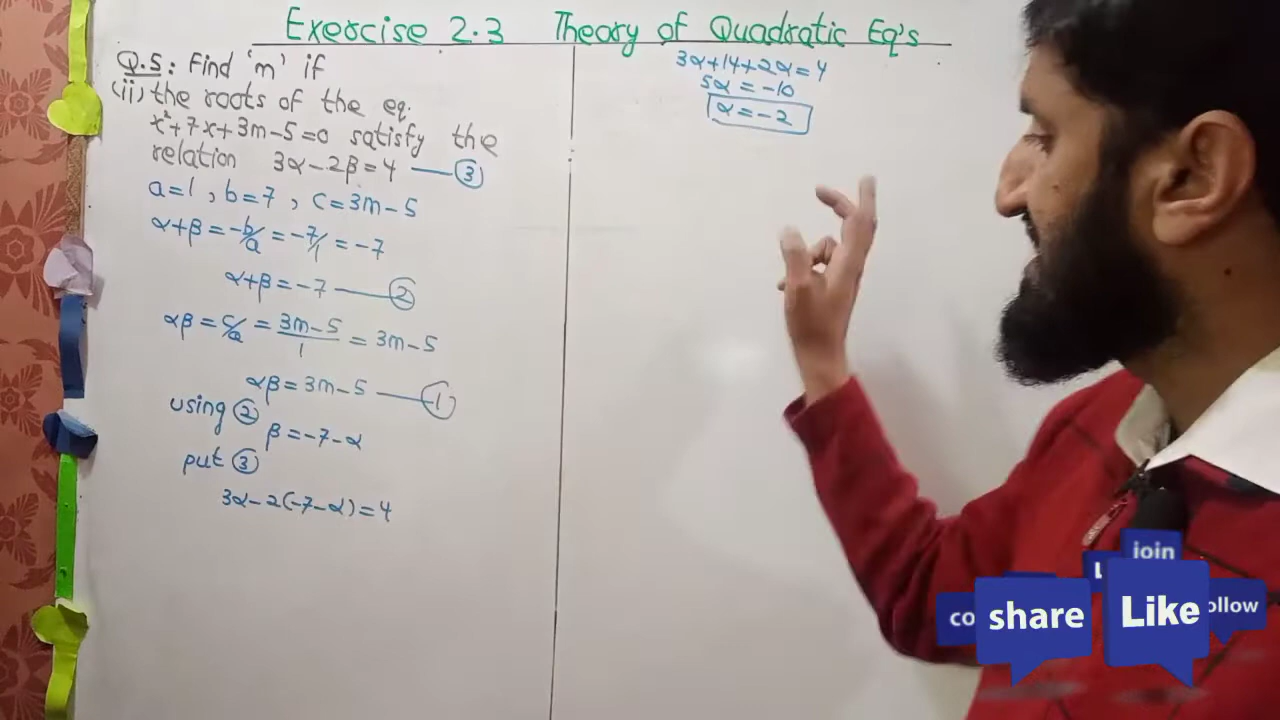 Exercise 2.3 Theory of Quadratic Eq's
Q.5: Find 'm' if
(ii) the roots of the eq.
x²+7x+3m-5=0 satisfy the
relation 3α-2β=4 —③
a=1, b=7, c=3m-5
α+β=-b/a=-7/1=-7
α+β=-7 —②
αβ=c/a=(3m-5)/1=3m-5
αβ=3m-5 —①
using ②
β=-7-α
put ③
3α-2(-7-α)=4
3α+14+2α=4
5α=-10
α=-2
join
L
co
share
Like
ollow